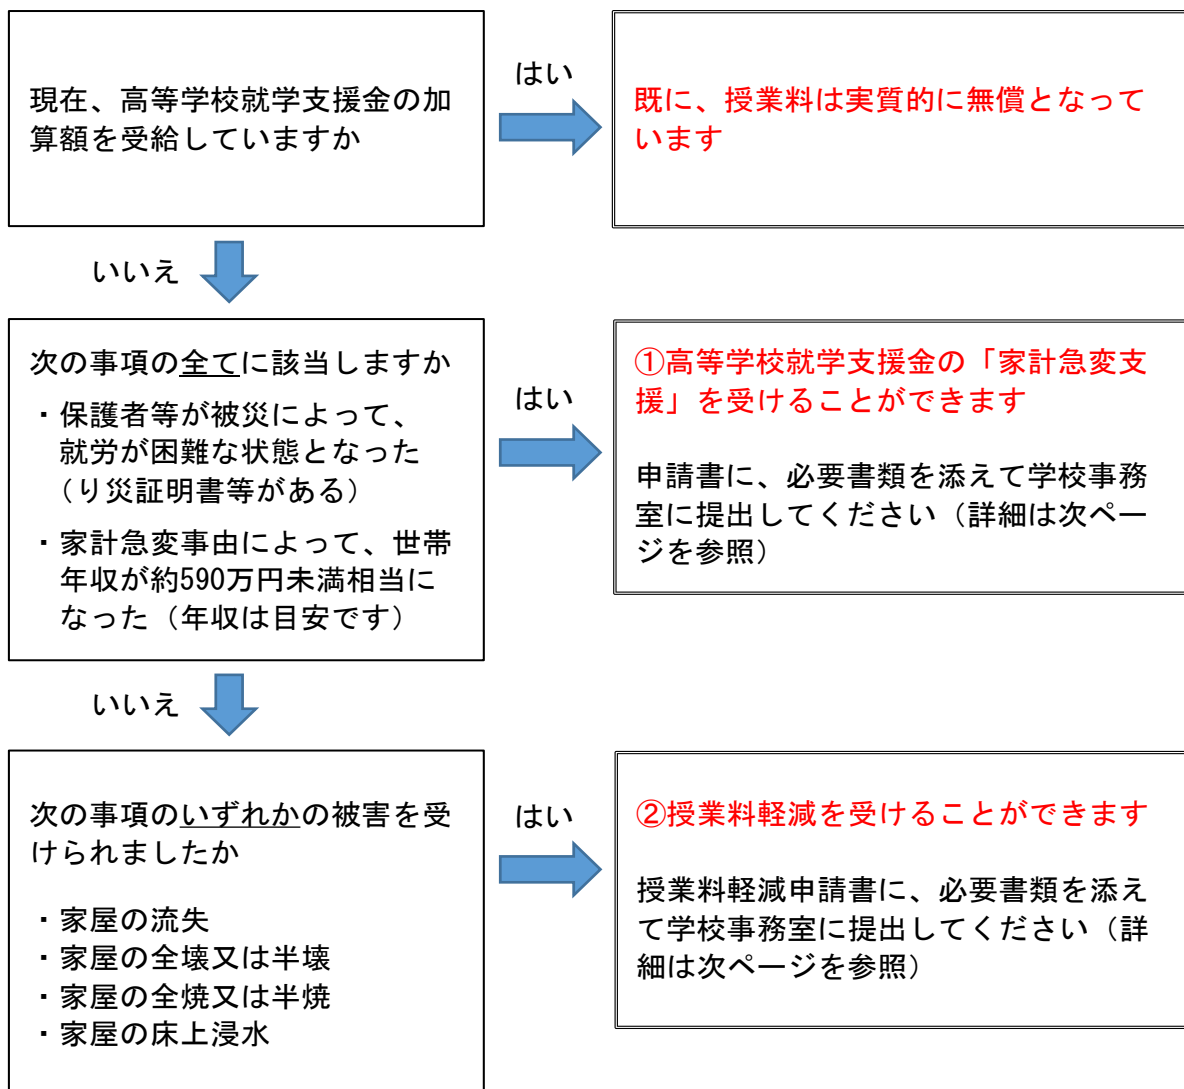 現在、高等学校就学支援金の加
算額を受給していますか
はい
既に、授業料は実質的に無償となって
います
いいえ
次の事項の全てに該当しますか
・保護者等が被災によって、
就労が困難な状態となった
（り災証明書等がある）
・家計急変事由によって、世帯
年収が約590万円未満相当に
なった（年収は目安です）
はい
①高等学校就学支援金の「家計急変支
援」を受けることができます
申請書に、必要書類を添えて学校事務
室に提出してください（詳細は次ペー
ジを参照）
いいえ
次の事項のいずれかの被害を受
けられましたか
・家屋の流失
・家屋の全壊又は半壊
・家屋の全焼又は半焼
・家屋の床上浸水
はい
②授業料軽減を受けることができます
授業料軽減申請書に、必要書類を添え
て学校事務室に提出してください（詳
細は次ページを参照）